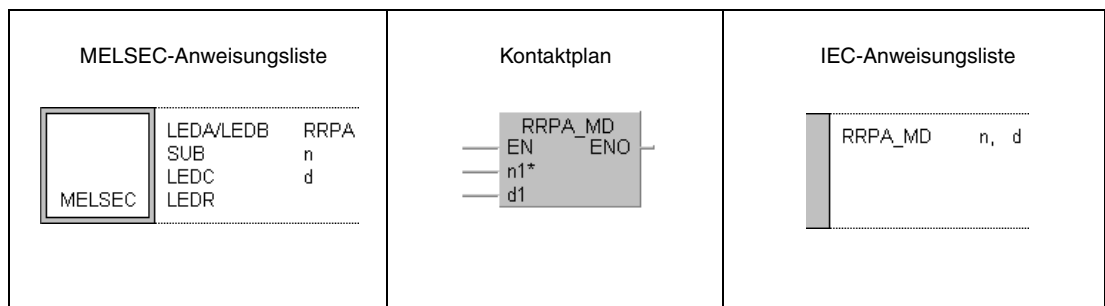 MELSEC-Anweisungsliste
MELSEC
LEDA/LEDB RRPA
SUB n
LEDC d
LEDR
Kontaktplan
RRPA_MD
EN ENO
n1*
d1
IEC-Anweisungsliste
RRPA_MD n, d